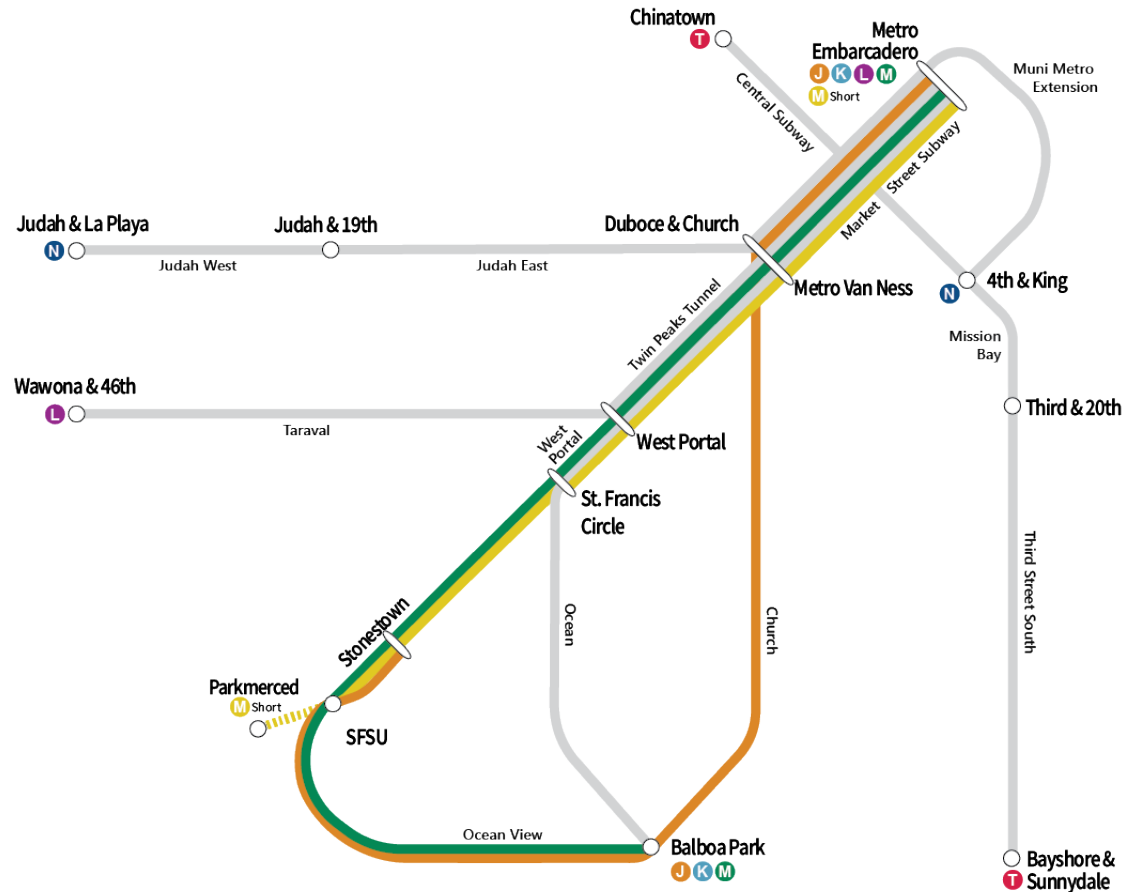 Chinatown
T
Metro
Embarcadero
J K L M
M Short
Muni Metro
Extension
Central Subway
Market Street Subway
Judah & La Playa
N
Judah & 19th
Duboce & Church
Judah West
Judah East
Metro Van Ness
N
4th & King
Twin Peaks Tunnel
Mission
Bay
Wawona & 46th
L
Taraval
West
Portal
West Portal
Third & 20th
St. Francis
Circle
Third Street South
Ocean
Church
Stonestown
Parkmerced
M Short
SFSU
Ocean View
Balboa Park
J K M
Bayshore &
T Sunnydale